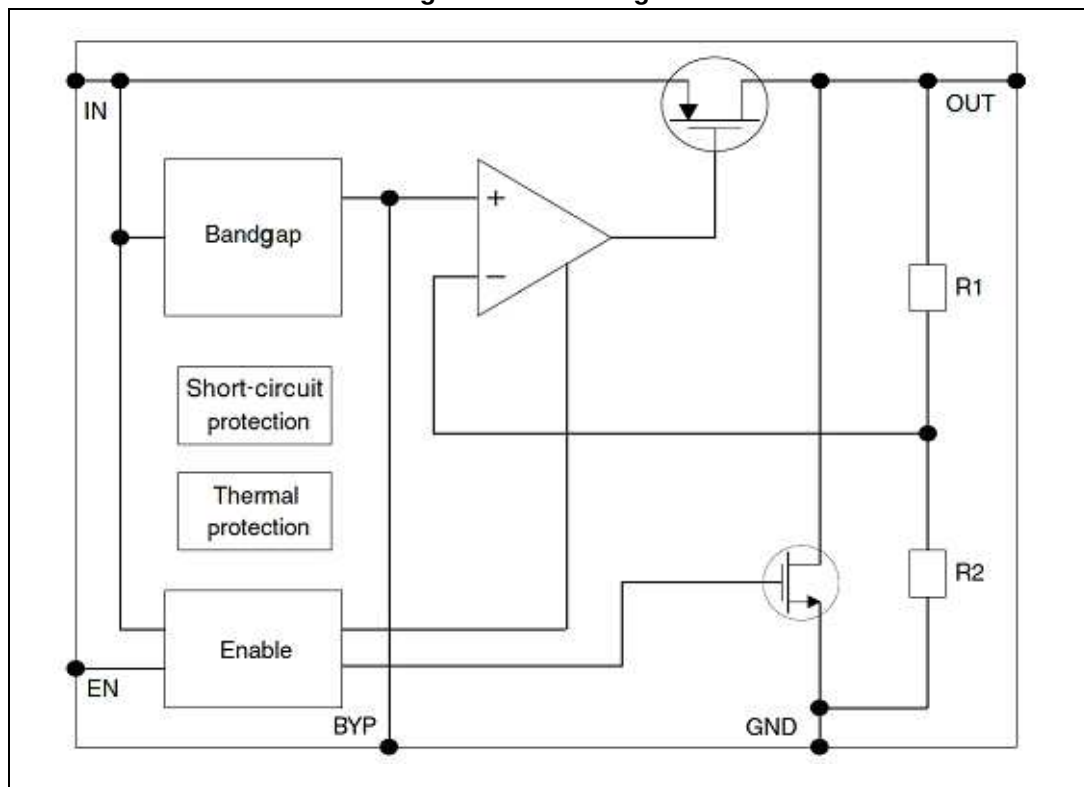 IN
OUT
Bandgap
+
−
R1
Short-circuit
protection
Thermal
protection
R2
Enable
EN
BYP
GND